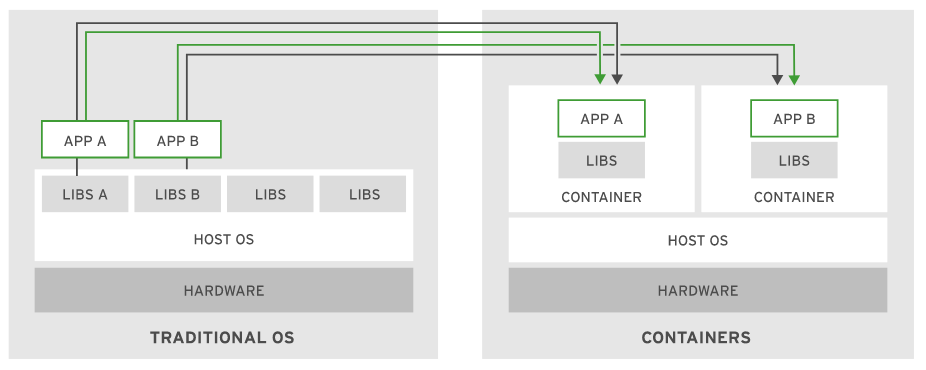 APP A
APP B
LIBS A
LIBS B
LIBS
LIBS
HOST OS
HARDWARE
TRADITIONAL OS
APP A
LIBS
CONTAINER
APP B
LIBS
CONTAINER
HOST OS
HARDWARE
CONTAINERS